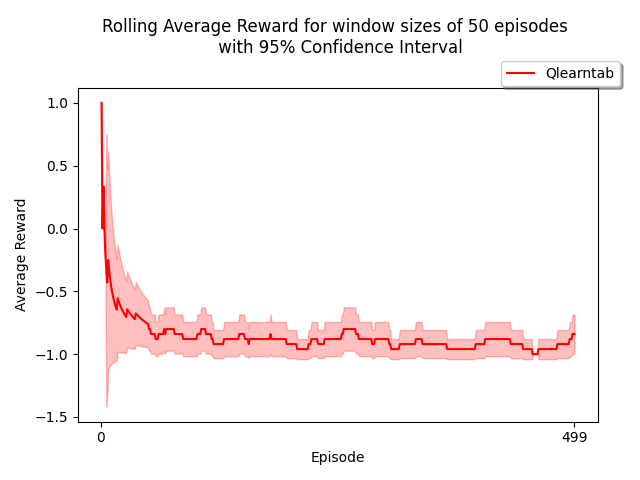 Rolling Average Reward for window sizes of 50 episodes
with 95% Confidence Interval
Qlearntab
1.0
0.5
0.0
−0.5
−1.0
−1.5
Average Reward
0
499
Episode